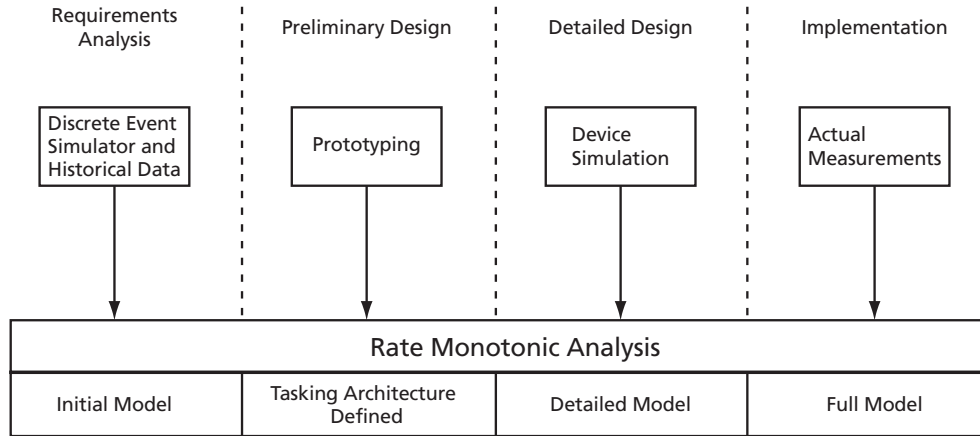 Requirements
Analysis
Preliminary Design
Detailed Design
Implementation
Discrete Event
Simulator and
Historical Data
Prototyping
Device
Simulation
Actual
Measurements
Rate Monotonic Analysis
Initial Model
Tasking Architecture
Defined
Detailed Model
Full Model